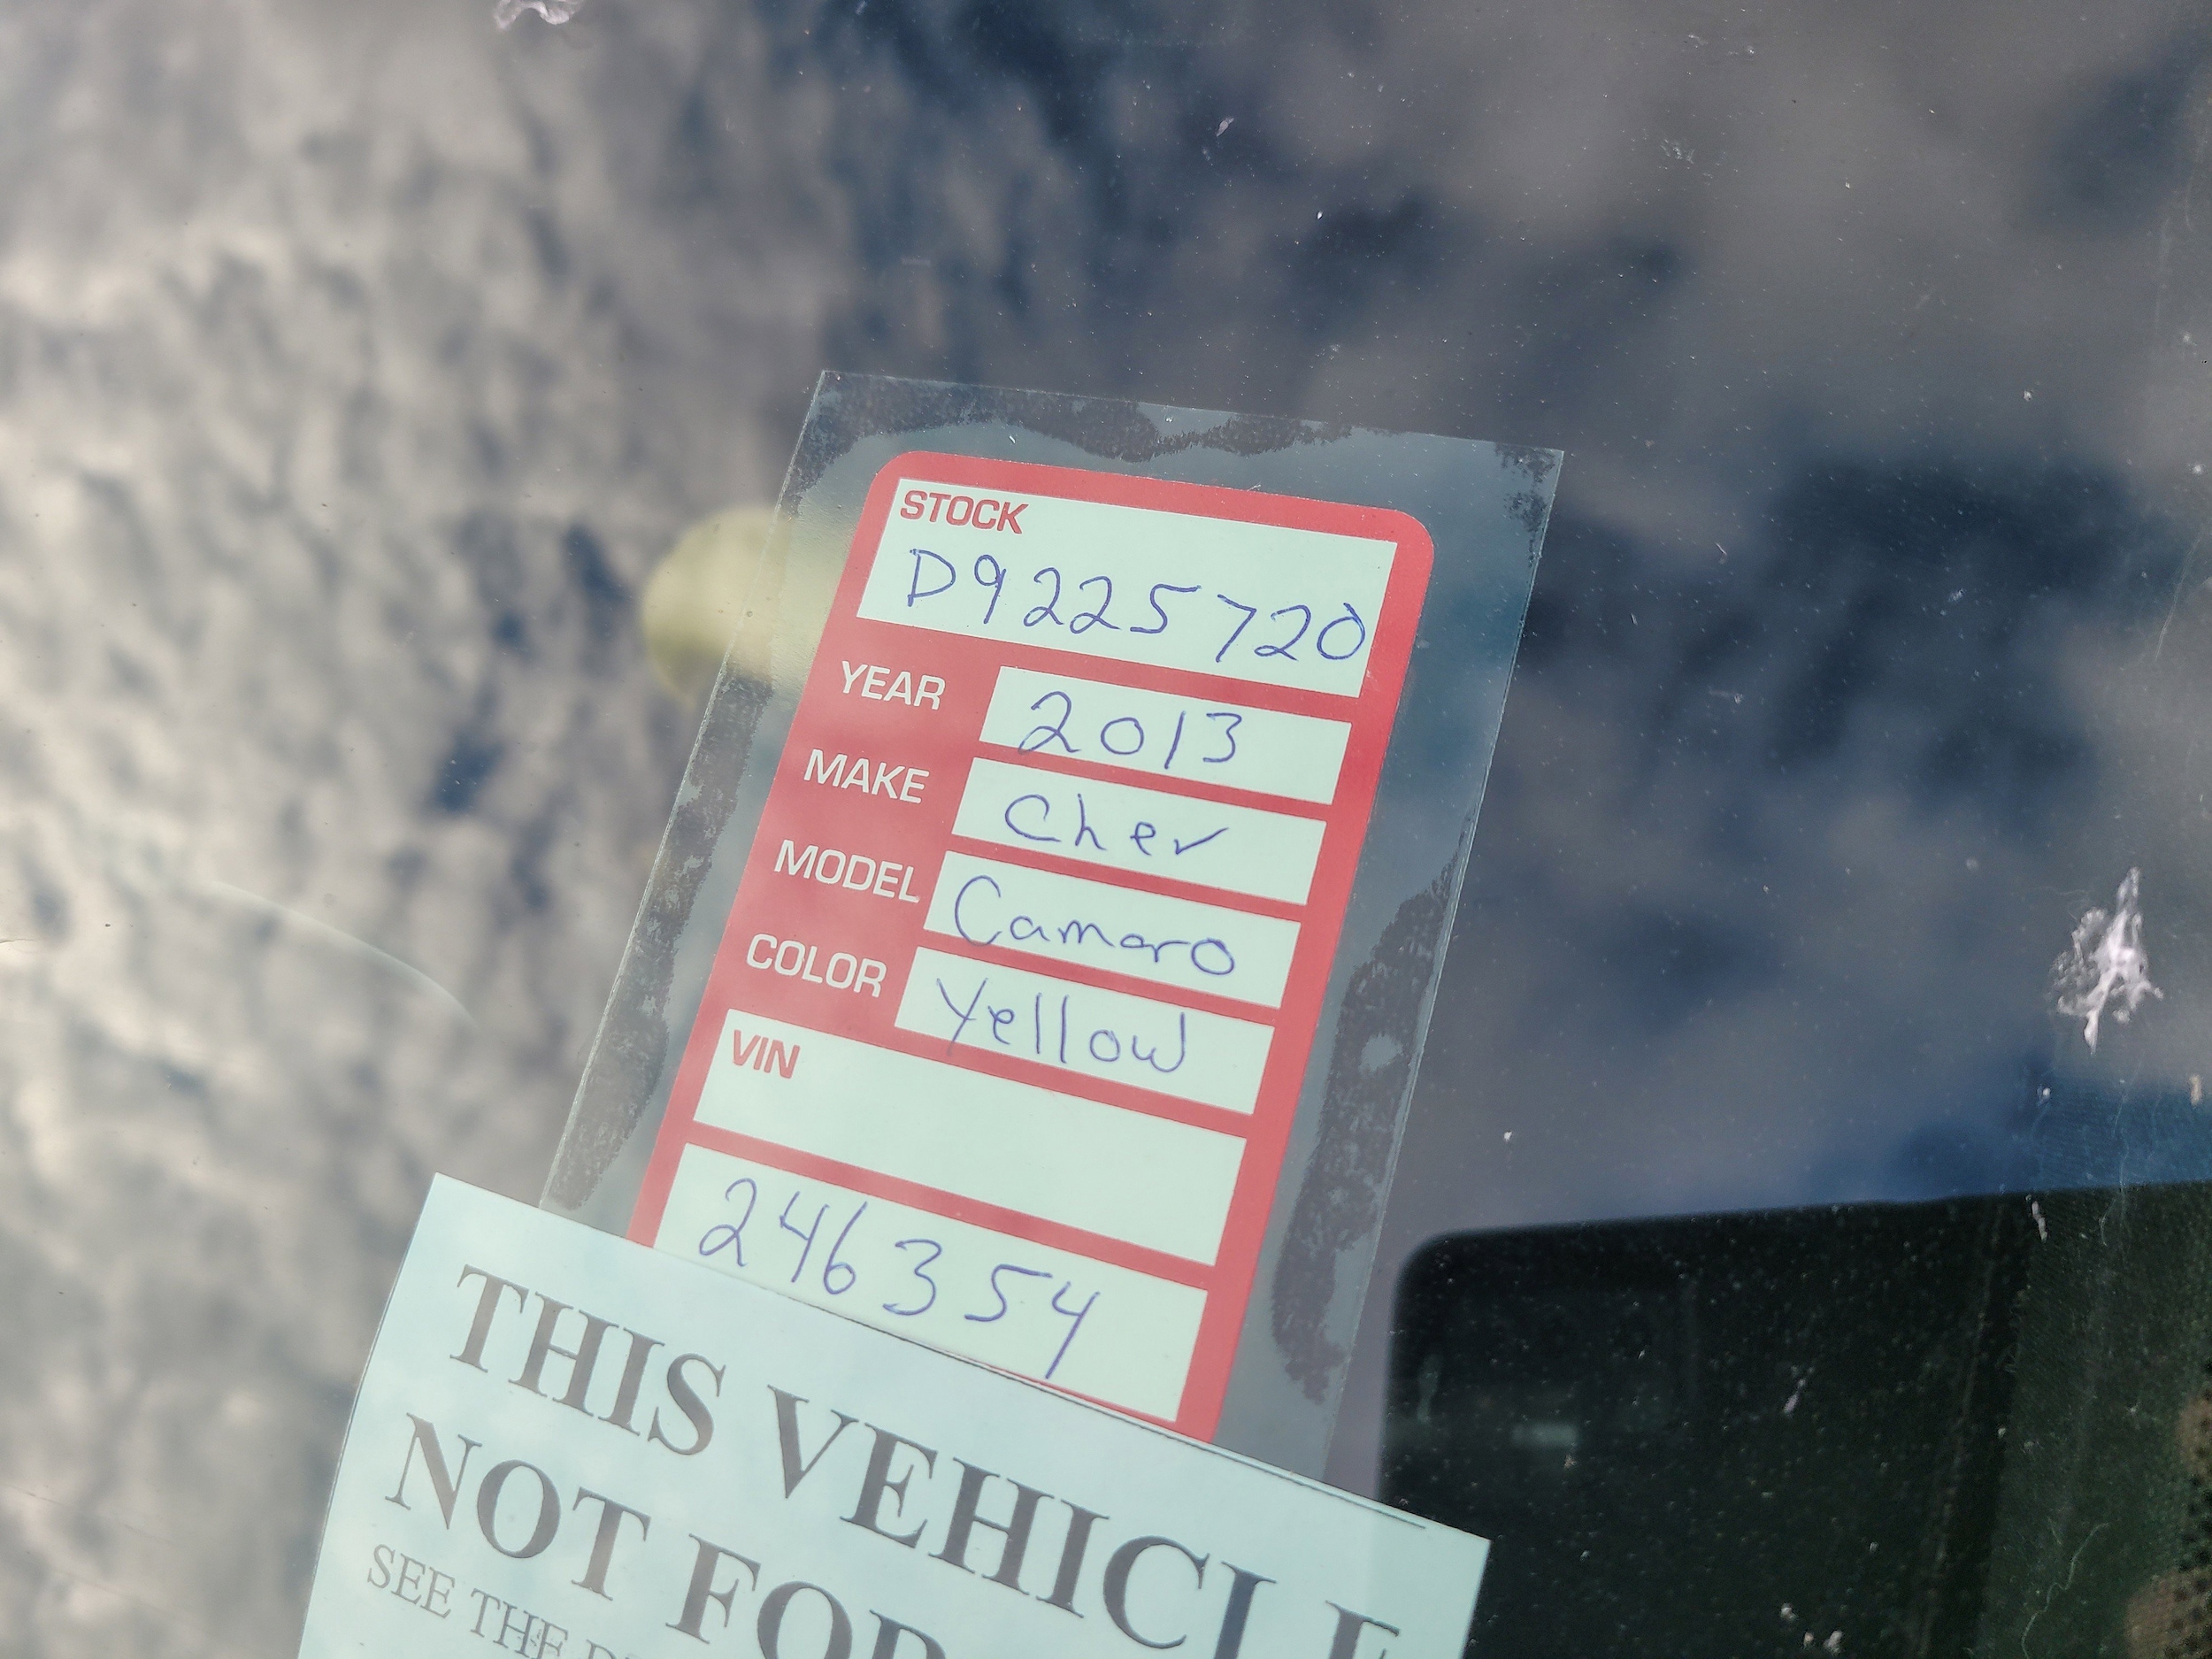 STOCK
D9225720
YEAR 2013
MAKE Chev
MODEL Camaro
COLOR Yellow
VIN
246354
THIS VEHICLE
NOT FOR
SEE THE